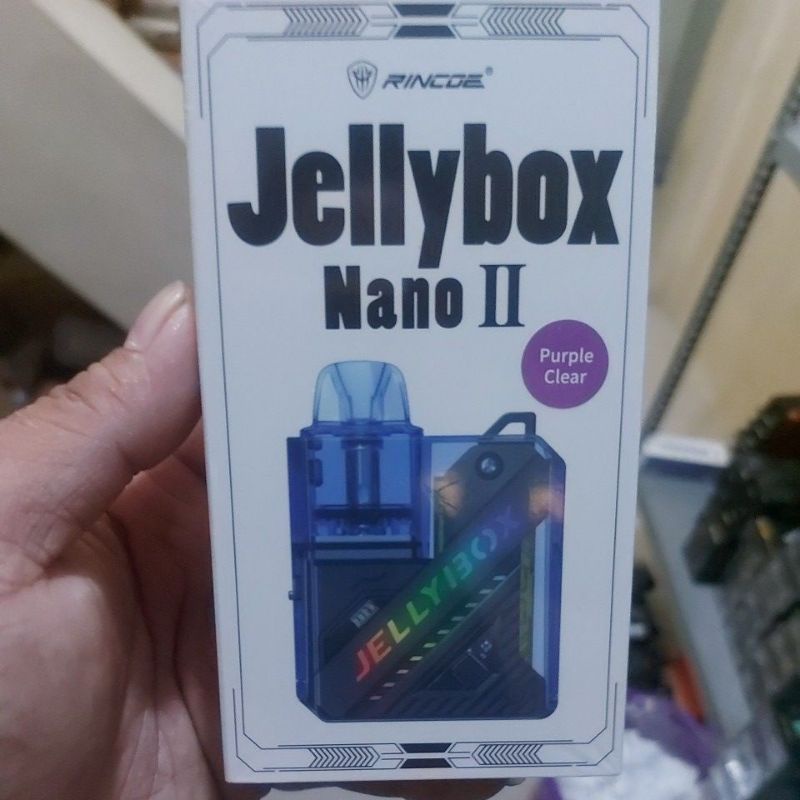 RINCOE®
Jellybox
Nano II
Purple
Clear
JELLYBOX